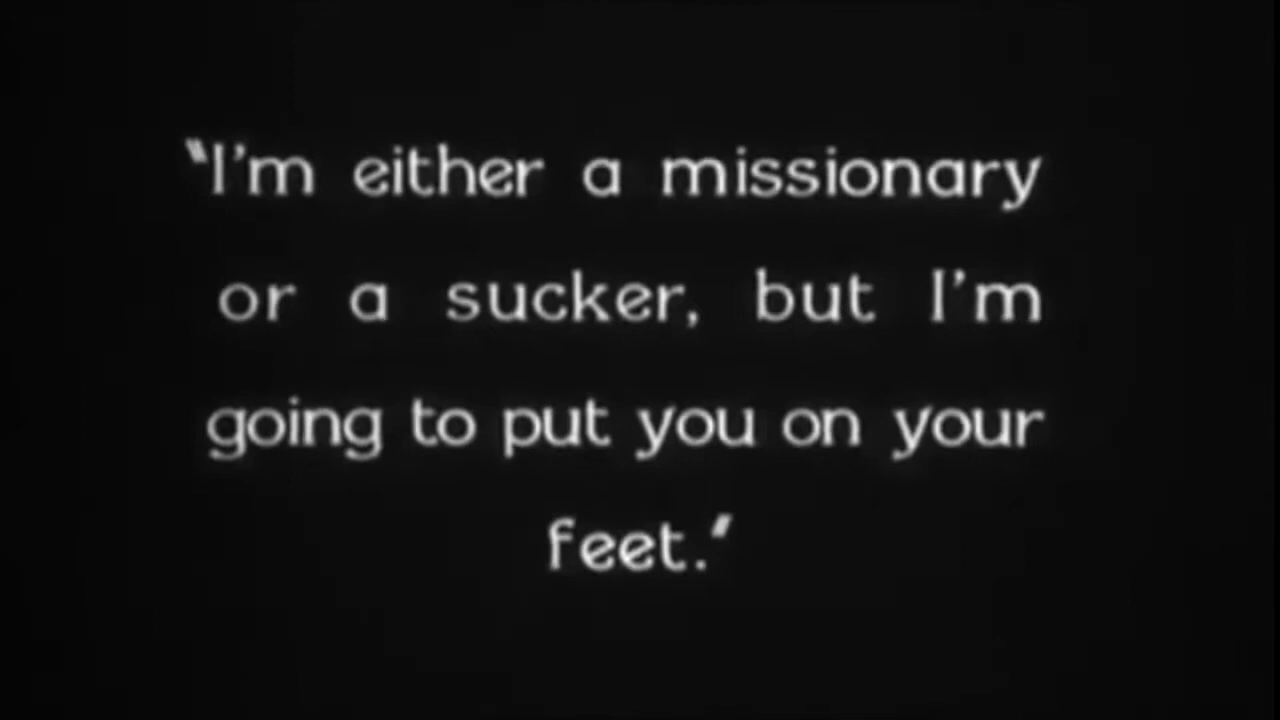 "I'm either a missionary
or a sucker, but I'm
going to put you on your
feet."